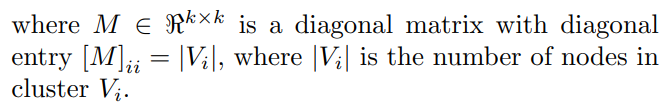 where M ∈ ℜ^{k×k} is a diagonal matrix with diagonal
entry [M]_{ii} = |V_i|, where |V_i| is the number of nodes in
cluster V_i.